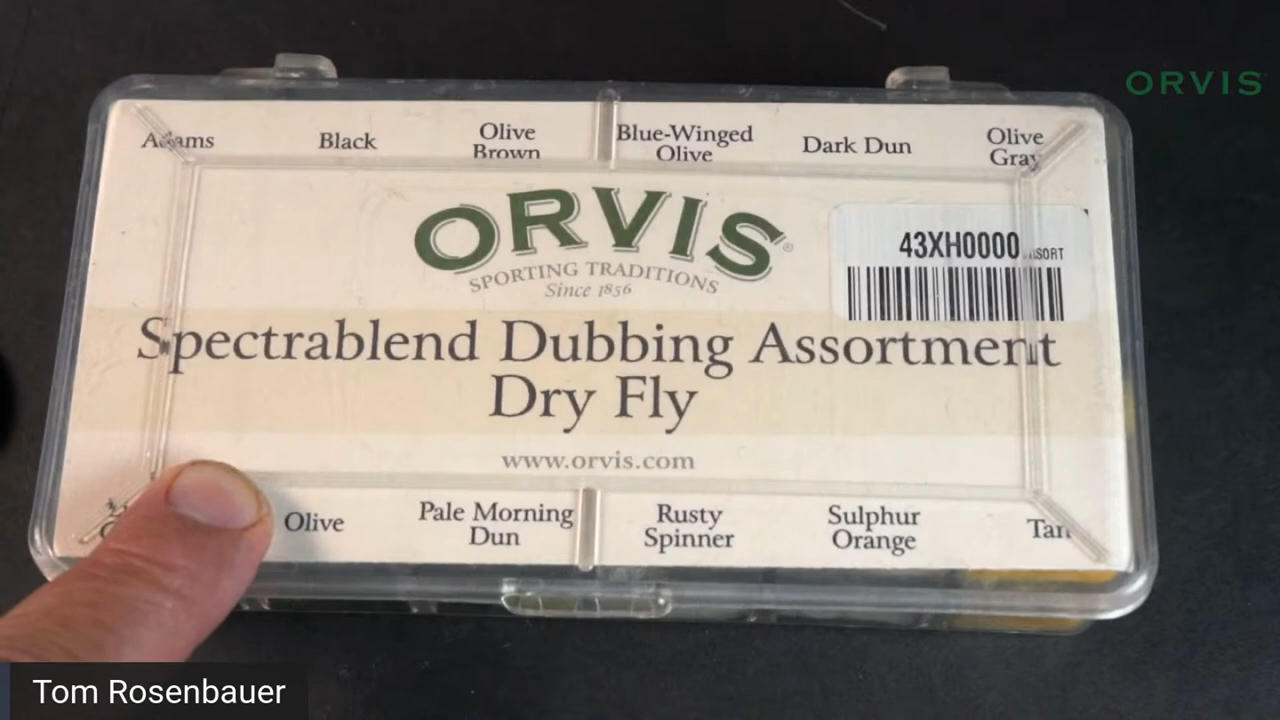 ORVIS
Adams
Black
Olive
Brown
Blue-Winged
Olive
Dark Dun
Olive
Gray
ORVIS®
SPORTING TRADITIONS
Since 1856
43XH0000
Spectrablend Dubbing Assortment
Dry Fly
www.orvis.com
Olive
Pale Morning
Dun
Rusty
Spinner
Sulphur
Orange
Tan
Tom Rosenbauer